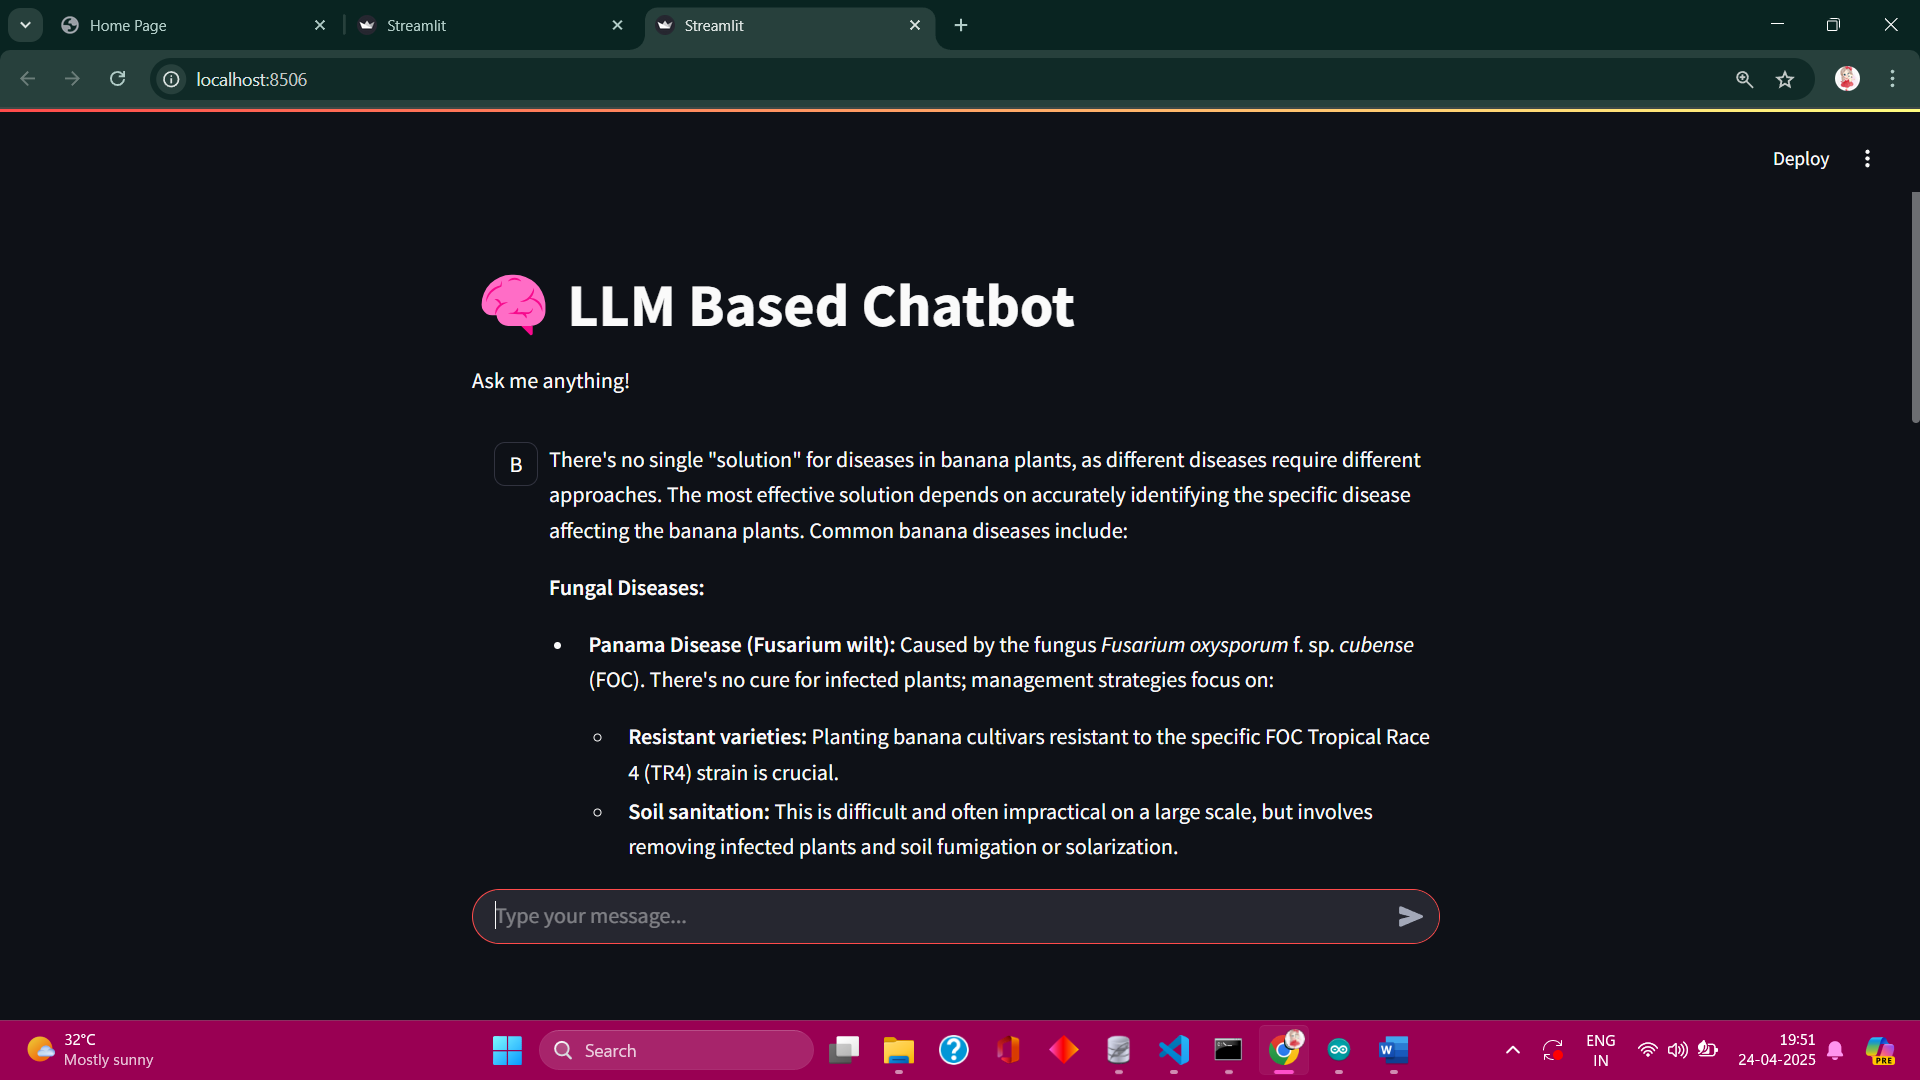 Home Page
Streamlit
Streamlit
localhost:8506
Deploy
LLM Based Chatbot
Ask me anything!
B
There's no single "solution" for diseases in banana plants, as different diseases require different
approaches. The most effective solution depends on accurately identifying the specific disease
affecting the banana plants. Common banana diseases include:
Fungal Diseases:
• Panama Disease (Fusarium wilt): Caused by the fungus Fusarium oxysporum f. sp. cubense
(FOC). There's no cure for infected plants; management strategies focus on:
◦ Resistant varieties: Planting banana cultivars resistant to the specific FOC Tropical Race
4 (TR4) strain is crucial.
◦ Soil sanitation: This is difficult and often impractical on a large scale, but involves
removing infected plants and soil fumigation or solarization.
Type your message...
32°C
Mostly sunny
Search
W
ENG
IN
19:51
24-04-2025
PRE